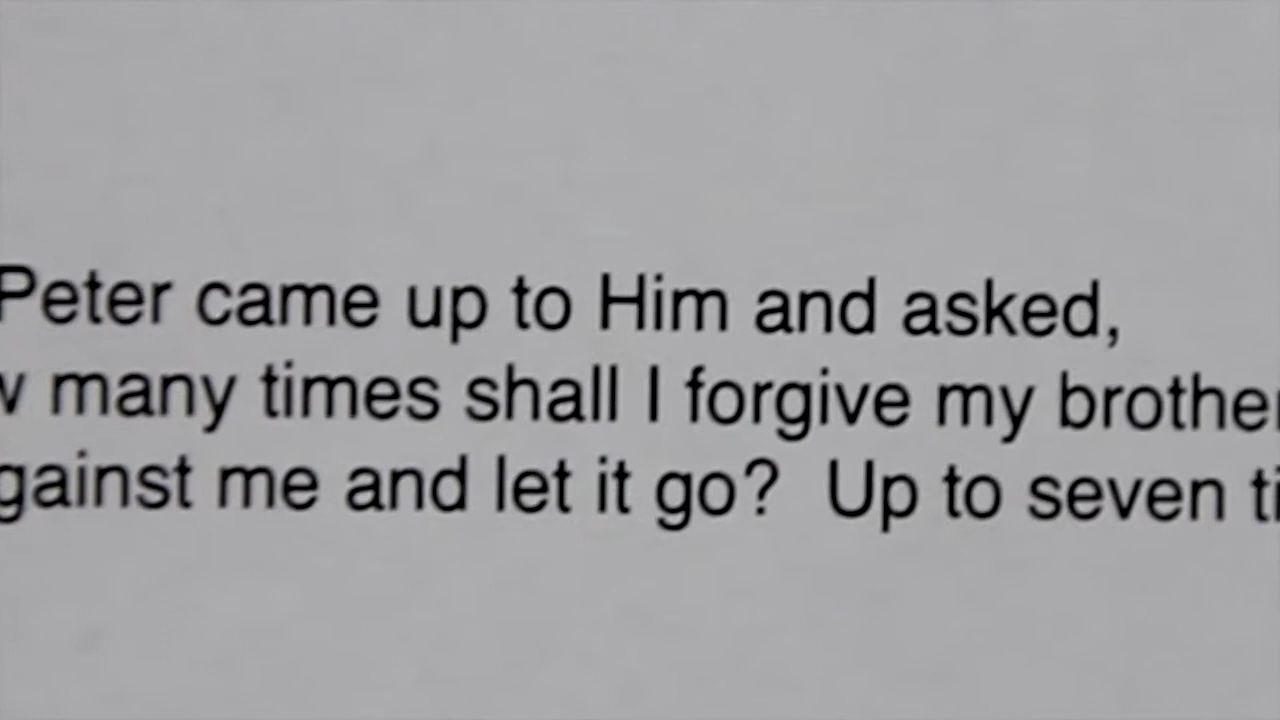 Peter came up to Him and asked,
many times shall I forgive my
gainst me and let it go? Up to seven